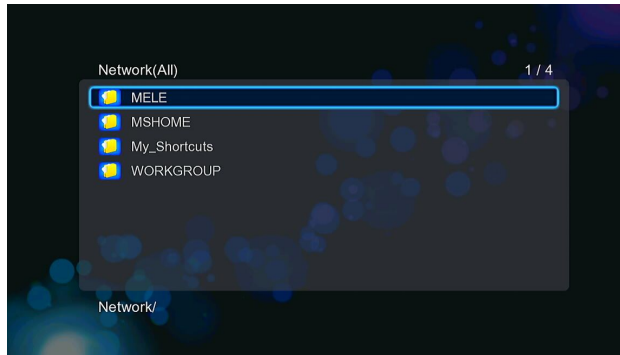 Network(All) 1 / 4
MELE
MSHOME
My_Shortcuts
WORKGROUP
Network/